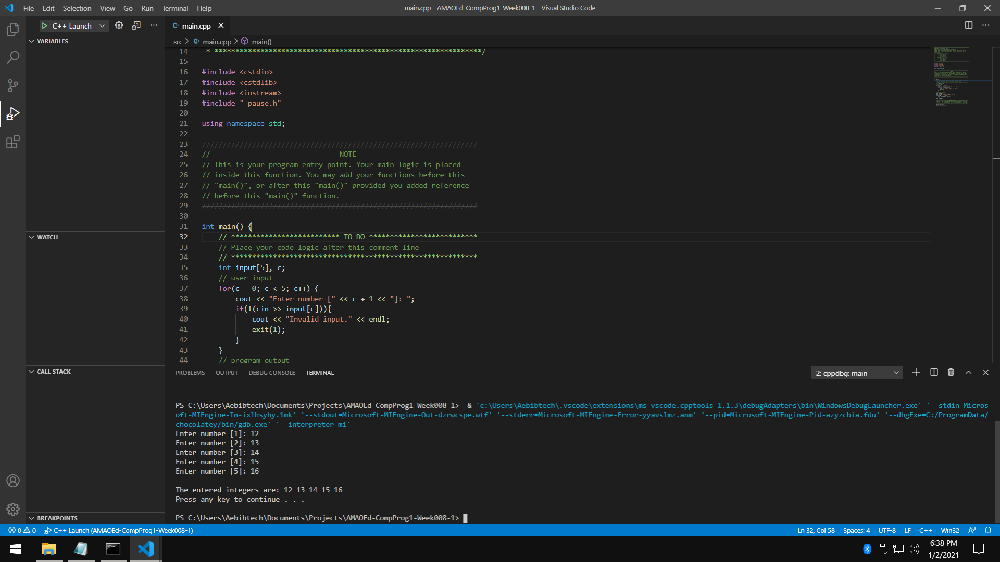 File Edit Selection View Go Run Terminal Help
main.cpp - AMAOEd-CompProg1-Week008-1 - Visual Studio Code
C++ Launch
main.cpp
VARIABLES
src > main.cpp > main()
14 * ****************************************************************/
15
16 #include <cstdio>
17 #include <cstdlib>
18 #include <iostream>
19 #include "_pause.h"
20
21 using namespace std;
22
23 //////////////////////////////////////////////////////////////////
24 // NOTE
25 // This is your program entry point. Your main logic is placed
26 // inside this function. You may add your functions before this
27 // "main()", or after this "main()" provided you added reference
28 // before this "main()" function.
29 //////////////////////////////////////////////////////////////////
30
31 int main() {
32 // ************************** TO DO **************************
33 // Place your code logic after this comment line
34 // ***********************************************************
35 int input[5], c;
36 // user input
37 for(c = 0; c < 5; c++) {
38 cout << "Enter number [" << c + 1 << "]: ";
39 if(!(cin >> input[c])){
40 cout << "Invalid input." << endl;
41 exit(1);
42 }
43 }
44 // program output
WATCH
CALL STACK
BREAKPOINTS
PROBLEMS OUTPUT DEBUG CONSOLE TERMINAL
2: cppdbg: main
PS C:\Users\Aebibtech\Documents\Projects\AMAOEd-CompProg1-Week008-1> & 'c:\Users\Aebibtech\.vscode\extensions\ms-vscode.cpptools-1.1.3\debugAdapters\bin\WindowsDebugLauncher.exe' '--stdin=Micros
oft-MIEngine-In-ixlhsyby.1mk' '--stdout=Microsoft-MIEngine-Out-dzrwcspe.wtf' '--stderr=Microsoft-MIEngine-Error-yyavslmz.anm' '--pid=Microsoft-MIEngine-Pid-azyzcbia.fdu' '--dbgExe=C:/ProgramData/
chocolatey/bin/gdb.exe' '--interpreter=mi'
Enter number [1]: 12
Enter number [2]: 13
Enter number [3]: 14
Enter number [4]: 15
Enter number [5]: 16
The entered integers are: 12 13 14 15 16
Press any key to continue . . .
PS C:\Users\Aebibtech\Documents\Projects\AMAOEd-CompProg1-Week008-1>
0 0 C++ Launch (AMAOEd-CompProg1-Week008-1)
Ln 32, Col 58 Spaces: 4 UTF-8 LF C++ Win32
6:38 PM
1/2/2021